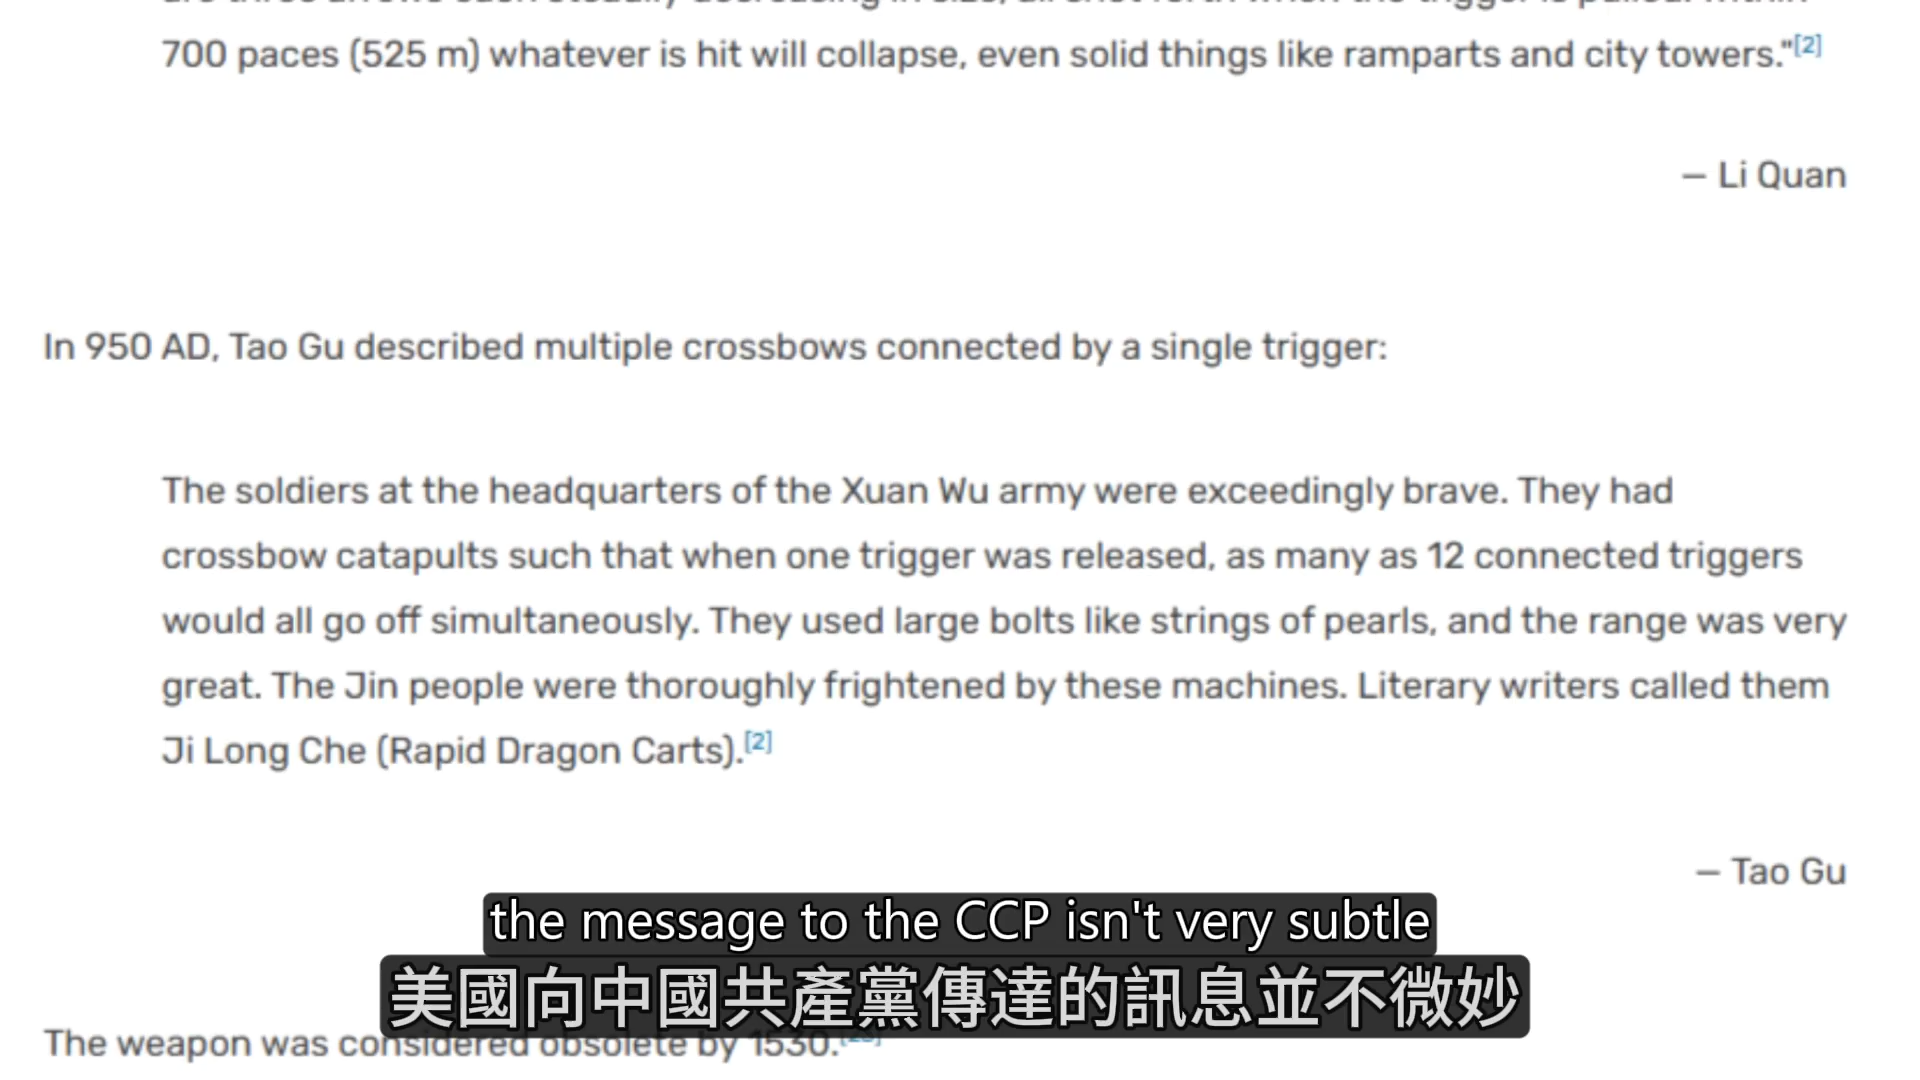 700 paces (525 m) whatever is hit will collapse, even solid things like ramparts and city towers."[2]
— Li Quan
In 950 AD, Tao Gu described multiple crossbows connected by a single trigger:
The soldiers at the headquarters of the Xuan Wu army were exceedingly brave. They had
crossbow catapults such that when one trigger was released, as many as 12 connected triggers
would all go off simultaneously. They used large bolts like strings of pearls, and the range was very
great. The Jin people were thoroughly frightened by these machines. Literary writers called them
Ji Long Che (Rapid Dragon Carts).[2]
— Tao Gu
the message to the CCP isn't very subtle
美國向中國共產黨傳達的訊息並不微妙
The weapon was considered obsolete by 1530.